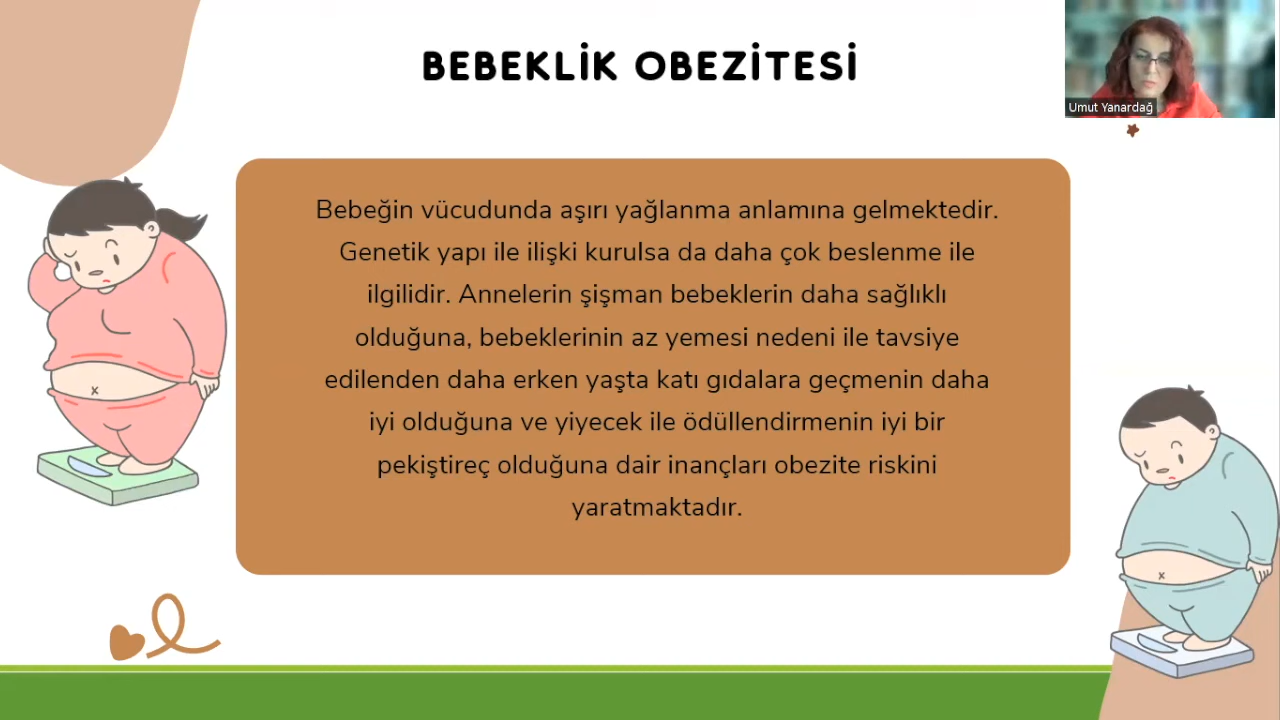 BEBEKLİK OBEZİTESİ
Umut Yanardağ
Bebeğin vücudunda aşırı yağlanma anlamına gelmektedir.
Genetik yapı ile ilişki kurulsa da daha çok beslenme ile
ilgilidir. Annelerin şişman bebeklerin daha sağlıklı
olduğuna, bebeklerinin az yemesi nedeni ile tavsiye
edilenden daha erken yaşta katı gıdalara geçmenin daha
iyi olduğuna ve yiyecek ile ödüllendirmenin iyi bir
pekiştireç olduğuna dair inançları obezite riskini
yaratmaktadır.